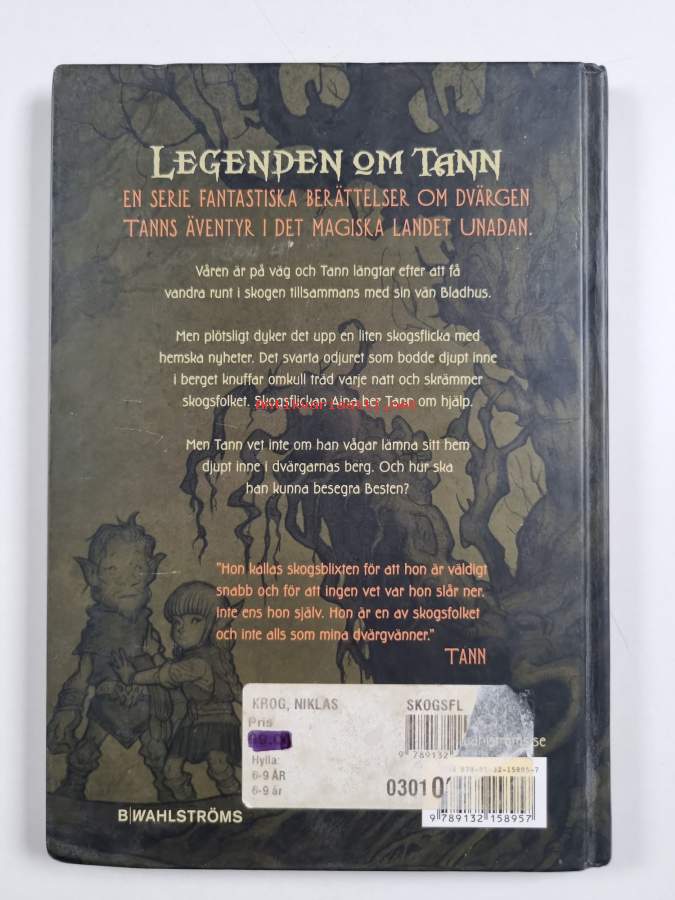 Legenden om Tann
En serie fantastiska berättelser om dvärgen
Tanns äventyr i det magiska landet Unadan.
Våren är på väg och Tann längtar efter att få
vandra runt i skogen tillsammans med sin vän Bladhus.
Men plötsligt dyker det upp en liten skogsflicka med
hemska nyheter. Det svarta odjuret som bodde djupt inne
i berget knuffar omkull träd varje natt och skrämmer
skogsfolket. Skogsflickan Aina ber Tann om hjälp.
Men Tann vet inte om han vågar lämna sitt hem
djupt inne i dvärgarnas berg. Och hur ska
han kunna besegra Besten?
"Hon kallas skogsblixten för att hon är väldigt
snabb och för att ingen vet var hon slår ner.
Inte ens hon själv. Hon är en av skogsfolket
och inte alls som mina dvärgvänner."
Tann
KROG, NIKLAS SKOGSFL
Pris
9 789132
Hylla:
6-9 ÅR
6-9 år
0301
9 789132 158957
B|WAHLSTRÖMS